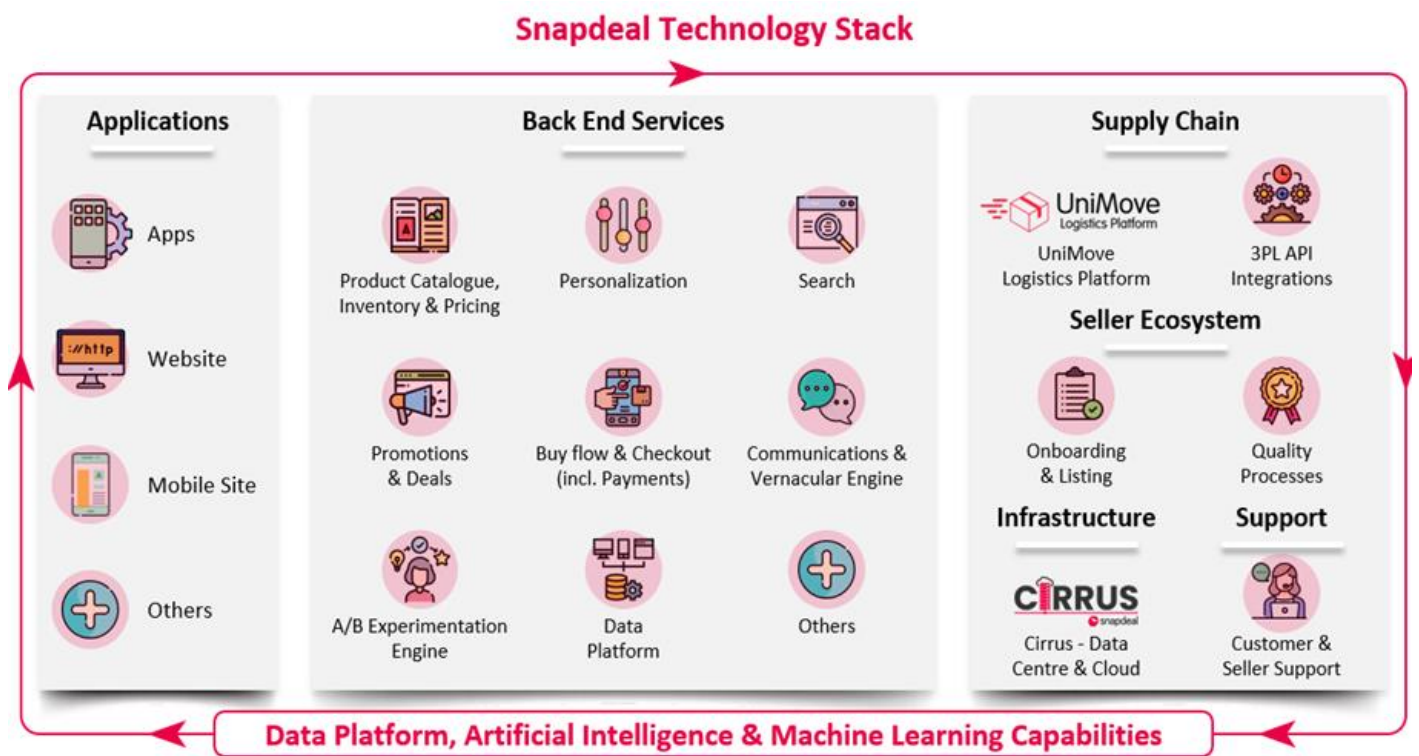 Snapdeal Technology Stack
Applications
Apps
://http
Website
Mobile Site
Others
Back End Services
A
Product Catalogue,
Inventory & Pricing
Personalization
Search
Promotions
& Deals
Buy flow & Checkout
(incl. Payments)
Communications &
Vernacular Engine
A/B Experimentation
Engine
Data
Platform
Others
Supply Chain
UniMove
Logistics Platform
UniMove
Logistics Platform
3PL API
Integrations
Seller Ecosystem
Onboarding
& Listing
Quality
Processes
Infrastructure
CIRRUS
snapdeal
Cirrus - Data
Centre & Cloud
Support
Customer &
Seller Support
Data Platform, Artificial Intelligence & Machine Learning Capabilities